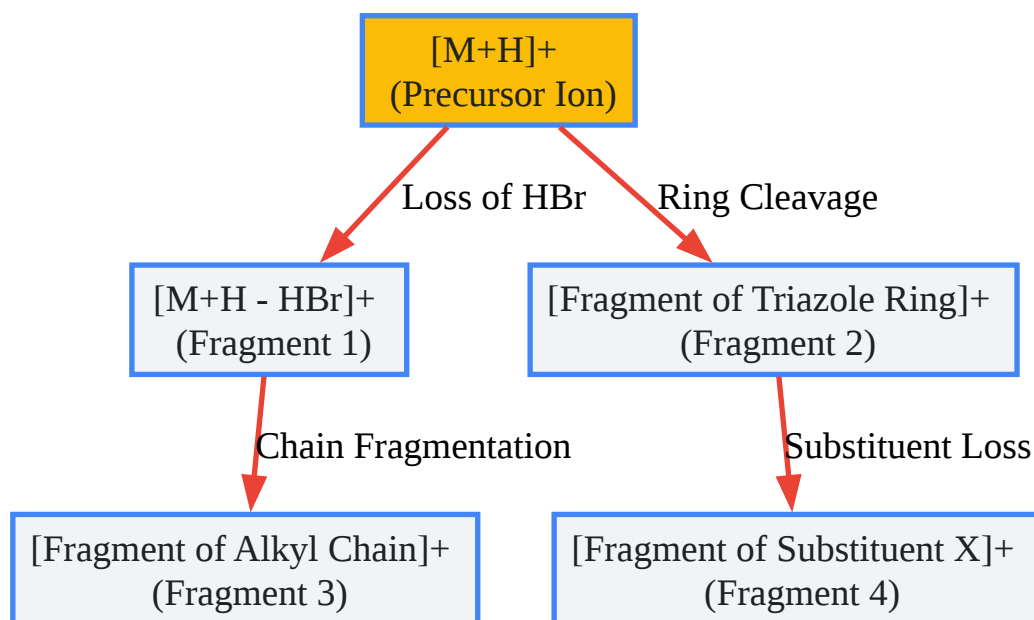 [M+H]+
(Precursor Ion)
Loss of HBr
Ring Cleavage
[M+H - HBr]+
(Fragment 1)
[Fragment of Triazole Ring]+
(Fragment 2)
Chain Fragmentation
Substituent Loss
[Fragment of Alkyl Chain]+
(Fragment 3)
[Fragment of Substituent X]+
(Fragment 4)